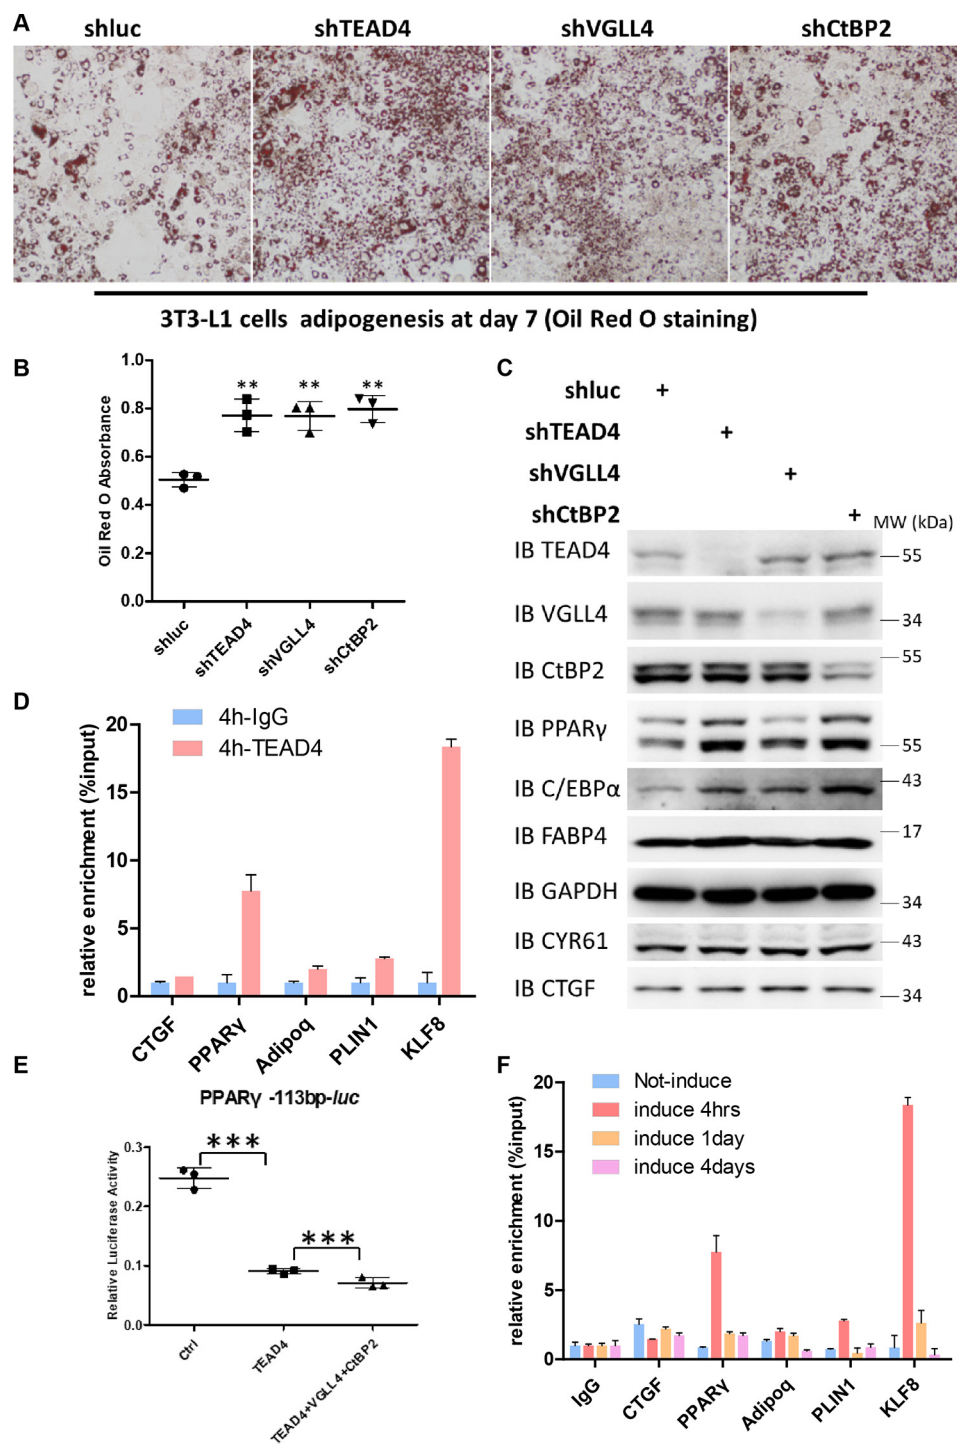 A
shluc shTEAD4 shVGLL4 shCtBP2
3T3-L1 cells adipogenesis at day 7 (Oil Red O staining)
B
Oil Red O Absorbance
1.0
0.8
0.6
0.4
0.2
0.0
** ** **
shluc shTEAD4 shVGLL4 shCtBP2
C
shluc +
shTEAD4 +
shVGLL4 +
shCtBP2 + MW (kDa)
IB TEAD4 55
IB VGLL4 34
IB CtBP2 55
IB PPARγ 55
IB C/EBPα 43
IB FABP4 17
IB GAPDH 34
IB CYR61 43
IB CTGF 34
D
4h-IgG
4h-TEAD4
relative enrichment (%input)
20
15
10
5
0
CTGF PPARγ Adipoq PLIN1 KLF8
E
PPARγ -113bp-luc
Relative Luciferase Activity
0.3
0.2
0.1
0.0
***
***
Ctrl TEAD4 TEAD4+VGLL4+CtBP2
F
Not-induce
induce 4hrs
induce 1day
induce 4days
relative enrichment (%input)
20
15
10
5
0
IgG CTGF PPARγ Adipoq PLIN1 KLF8